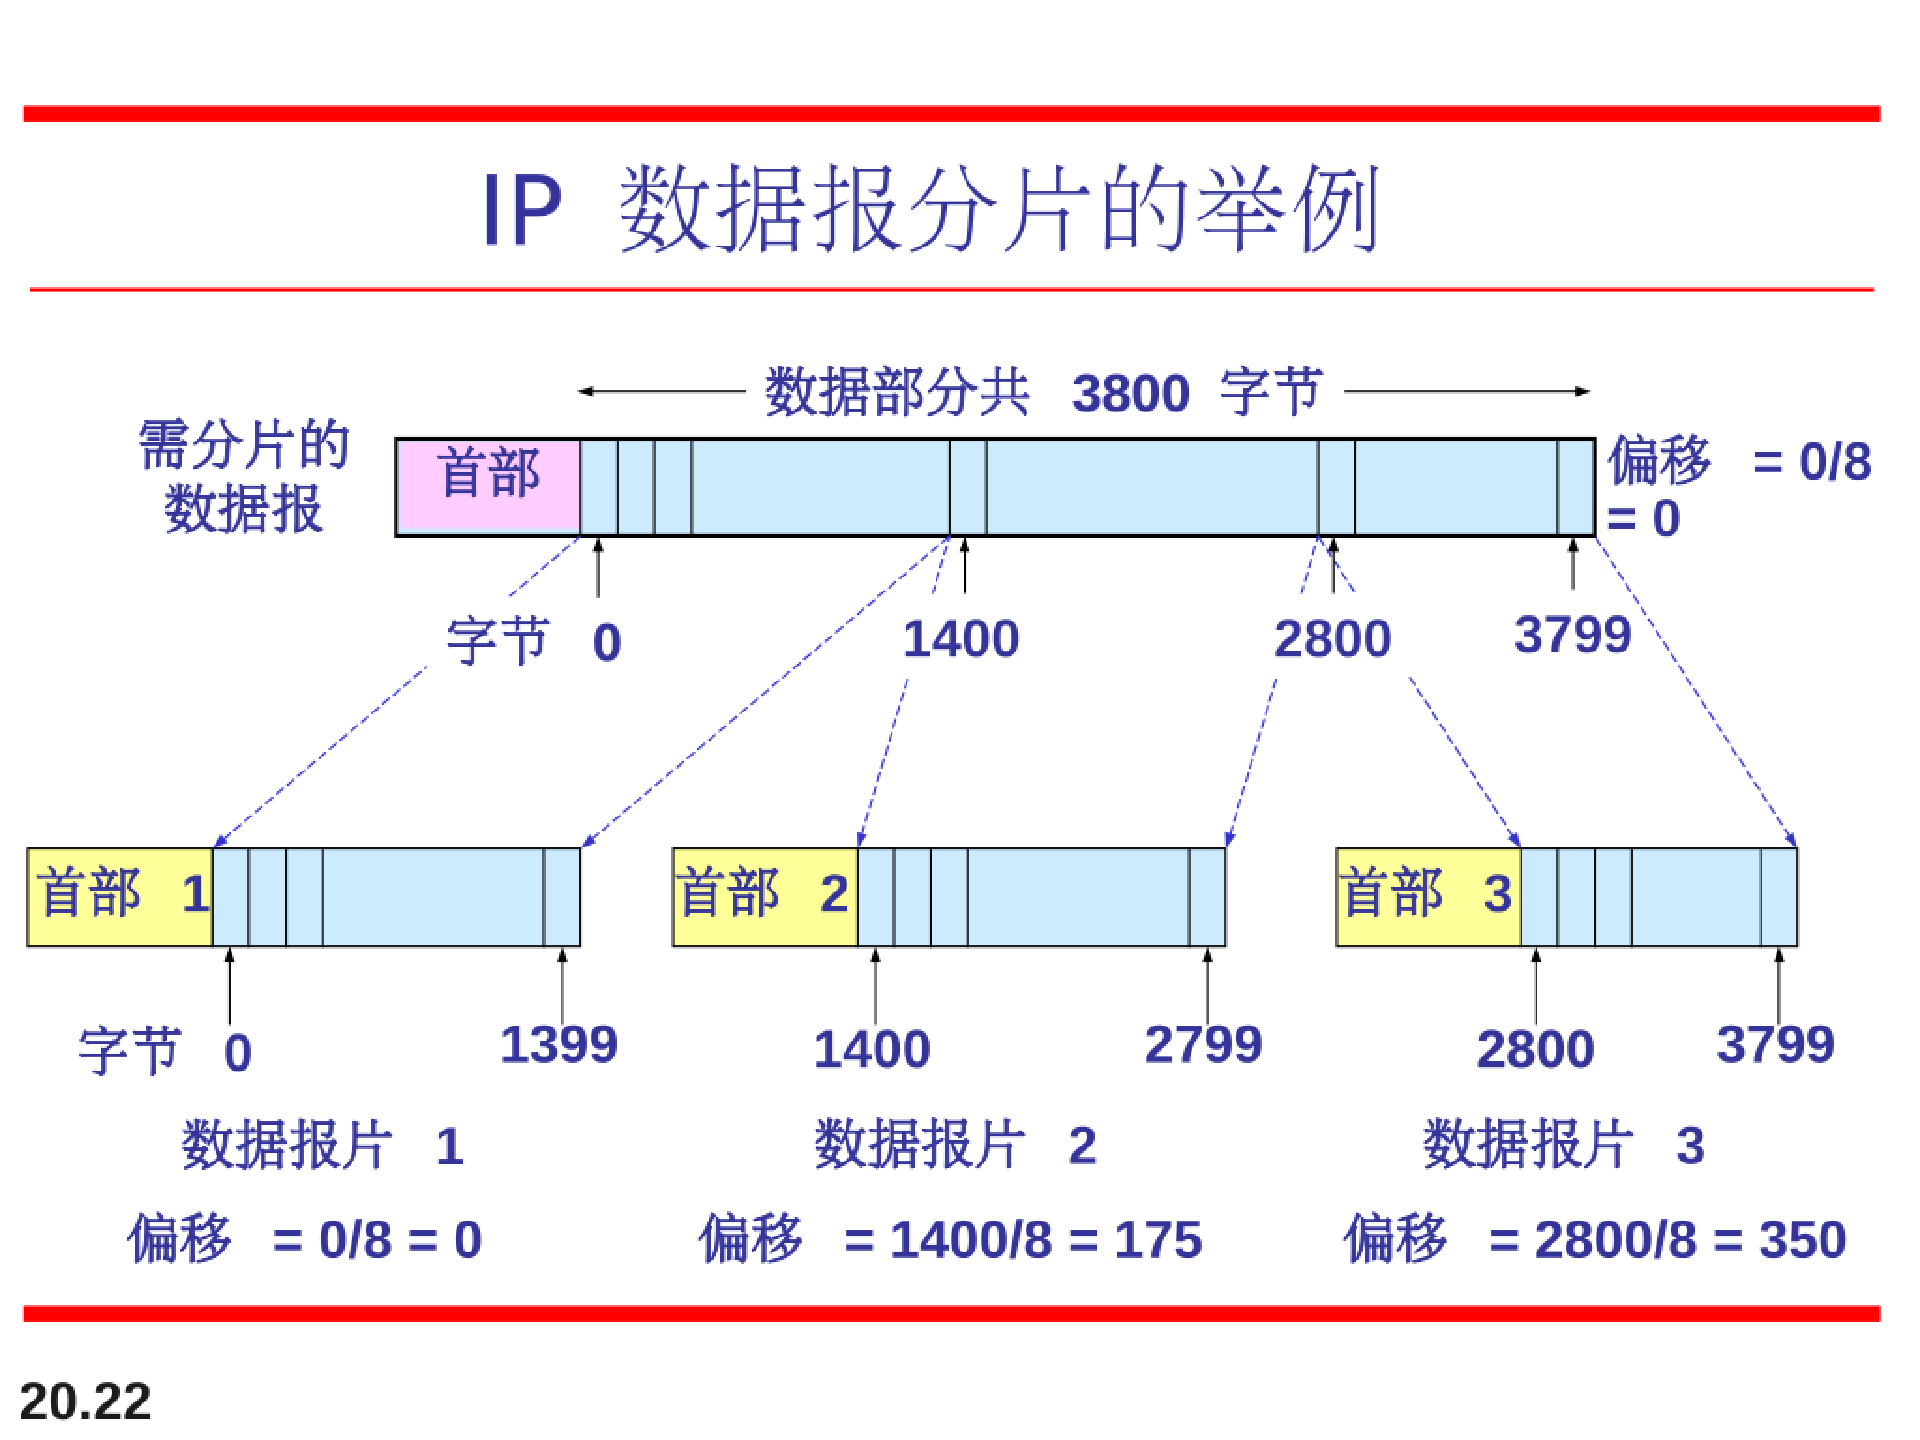 IP 数据报分片的举例
数据部分共 3800 字节
需分片的
数据报
首部
偏移 = 0/8
= 0
字节 0
1400
2800
3799
首部 1
首部 2
首部 3
字节 0
1399
1400
2799
2800
3799
数据报片 1
数据报片 2
数据报片 3
偏移 = 0/8 = 0
偏移 = 1400/8 = 175
偏移 = 2800/8 = 350
20.22